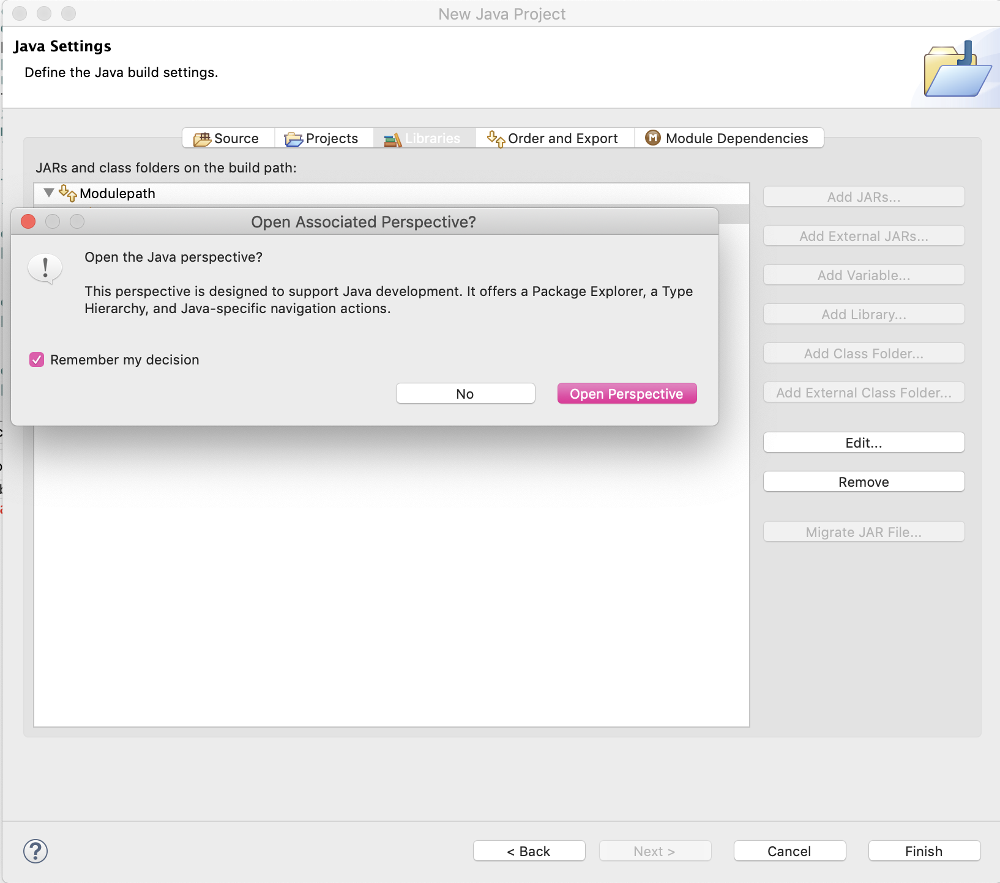 New Java Project
Java Settings
Define the Java build settings.
Source
Projects
Libraries
Order and Export
M
Module Dependencies
JARs and class folders on the build path:
Modulepath
Add JARs...
Add External JARs...
Add Variable...
Add Library...
Add Class Folder...
Add External Class Folder...
Edit...
Remove
Migrate JAR File...
Open Associated Perspective?
!
Open the Java perspective?
This perspective is designed to support Java development. It offers a Package Explorer, a Type
Hierarchy, and Java-specific navigation actions.
Remember my decision
No
Open Perspective
?
< Back
Next >
Cancel
Finish